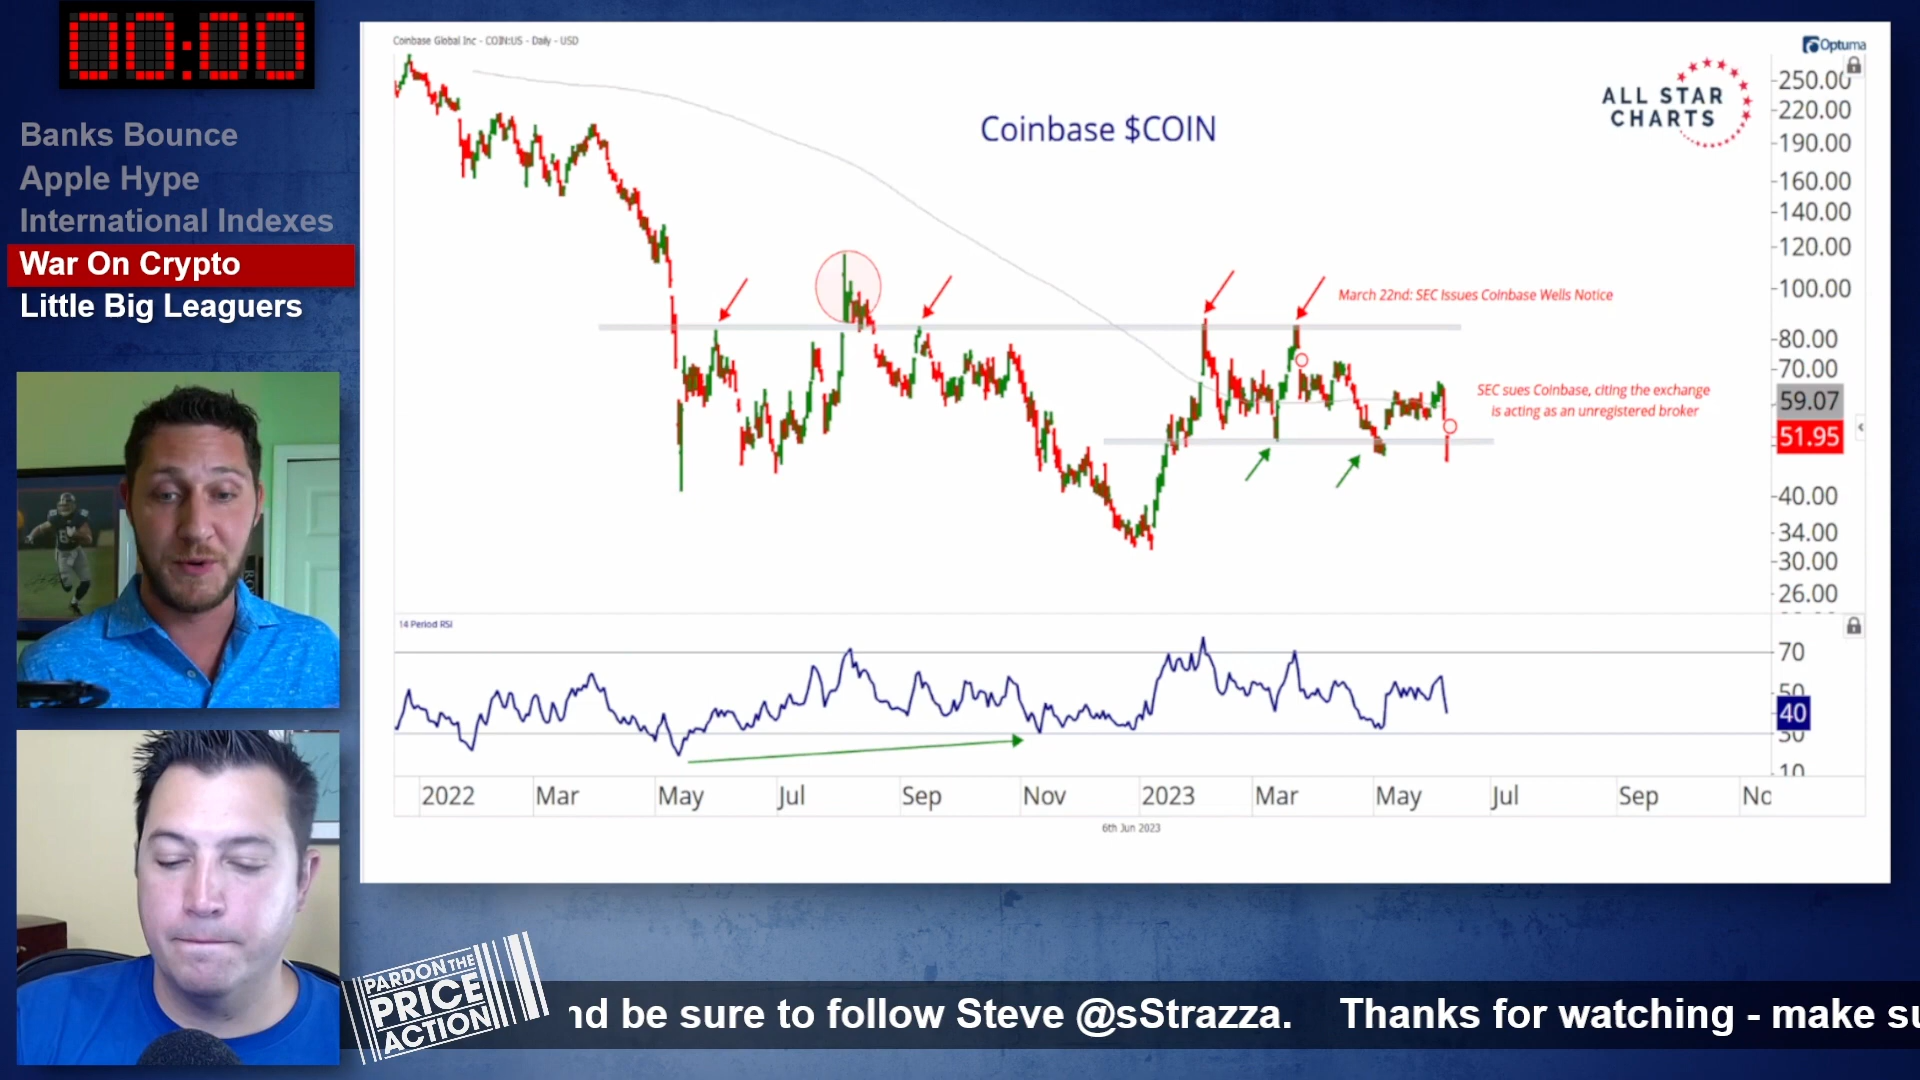 00:00
Banks Bounce
Apple Hype
International Indexes
War On Crypto
Little Big Leaguers
Coinbase Global Inc - COIN:US - Daily - USD
Optuma
ALL STAR
CHARTS
Coinbase $COIN
250.00
220.00
190.00
160.00
140.00
120.00
100.00
80.00
70.00
59.07
51.95
40.00
34.00
30.00
26.00
March 22nd: SEC Issues Coinbase Wells Notice
SEC sues Coinbase, citing the exchange
is acting as an unregistered broker
14 Period RSI
70
50
40
30
10
2022 Mar May Jul Sep Nov 2023 Mar May Jul Sep No
6th Jun 2023
PARDON THE
PRICE
ACTION
nd be sure to follow Steve @sStrazza. Thanks for watching - make su